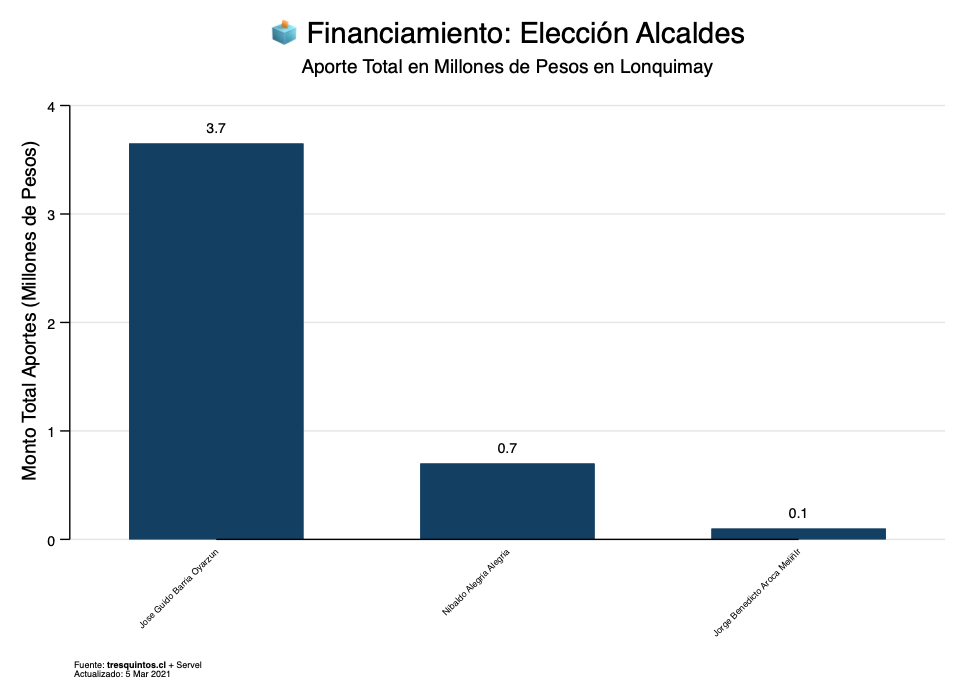 Financiamiento: Elección Alcaldes
Aporte Total en Millones de Pesos en Lonquimay
Monto Total Aportes (Millones de Pesos)
4
3
2
1
0
3.7
0.7
0.1
Jose Guido Barria Oyarzun
Nibaldo Alegria Alegria
Jorge Benedicto Aroca
Fuente: tresquintos.cl + Servel
Actualizado: 5 Mar 2021